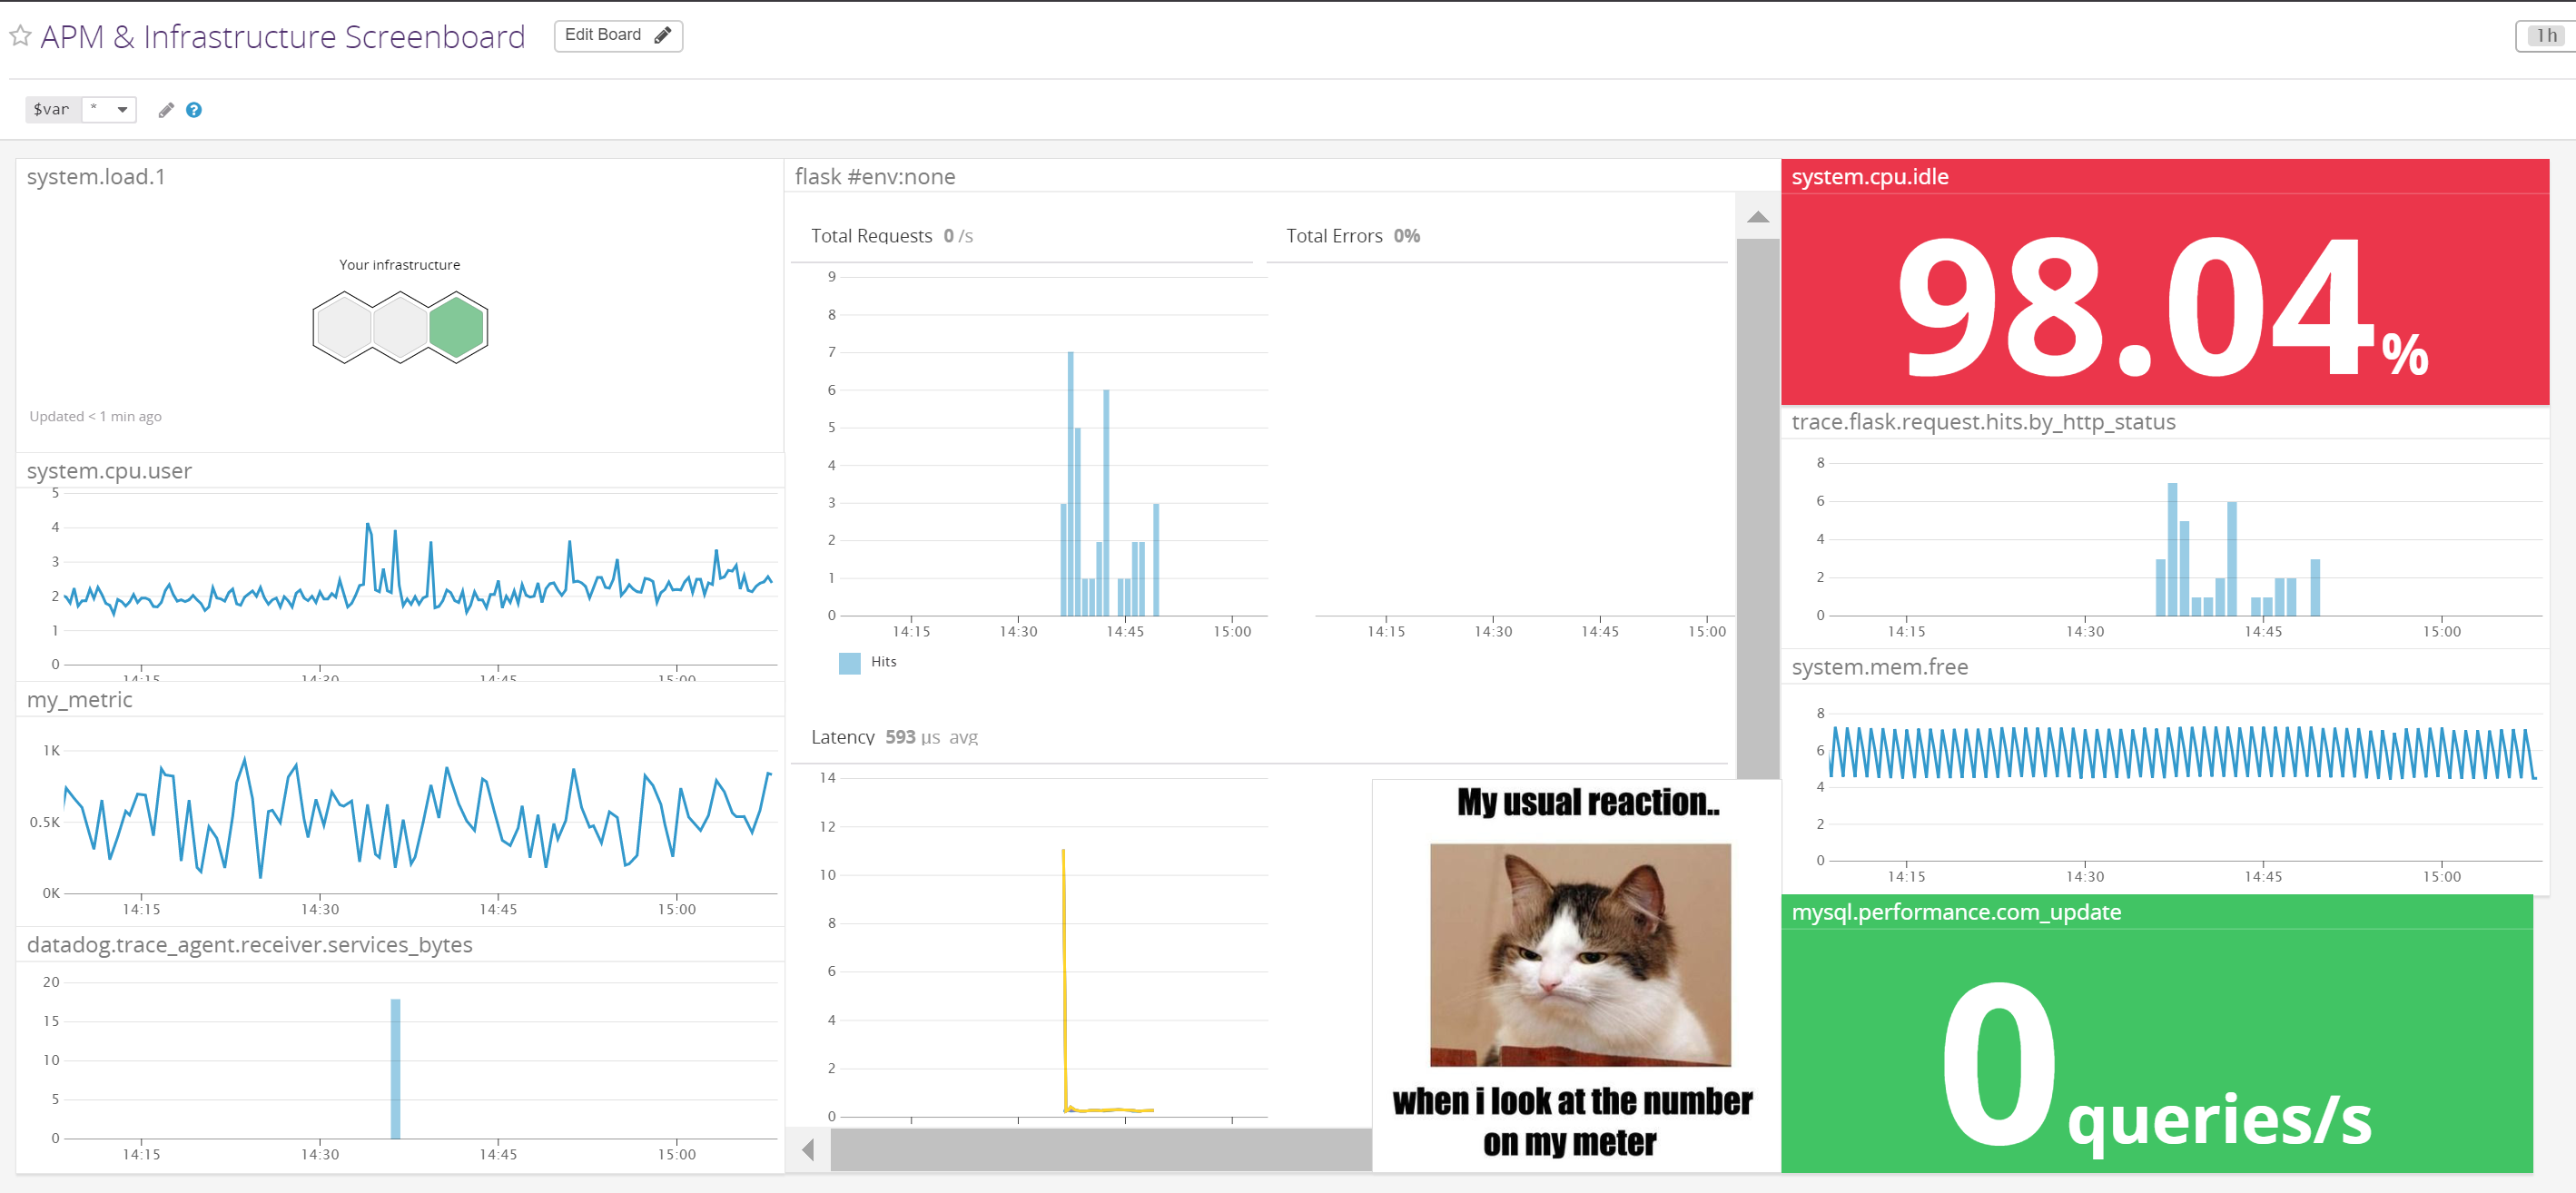 APM & Infrastructure Screenboard
Edit Board
1h
$var
*
?
system.load.1
Your infrastructure
Updated < 1 min ago
system.cpu.user
5
4
3
2
1
0
14:15 14:30 14:45 15:00
my_metric
1K
0.5K
0K
14:15 14:30 14:45 15:00
datadog.trace_agent.receiver.services_bytes
20
15
10
5
0
14:15 14:30 14:45 15:00
flask #env:none
Total Requests 0 /s
9
8
7
6
5
4
3
2
1
0
14:15 14:30 14:45 15:00
Hits
Total Errors 0%
14:15 14:30 14:45 15:00
Latency 593 µs avg
14
12
10
8
6
4
2
0
My usual reaction..
when i look at the number
on my meter
system.cpu.idle
98.04%
trace.flask.request.hits.by_http_status
8
6
4
2
0
14:15 14:30 14:45 15:00
system.mem.free
8
6
4
2
0
14:15 14:30 14:45 15:00
mysql.performance.com_update
0 queries/s